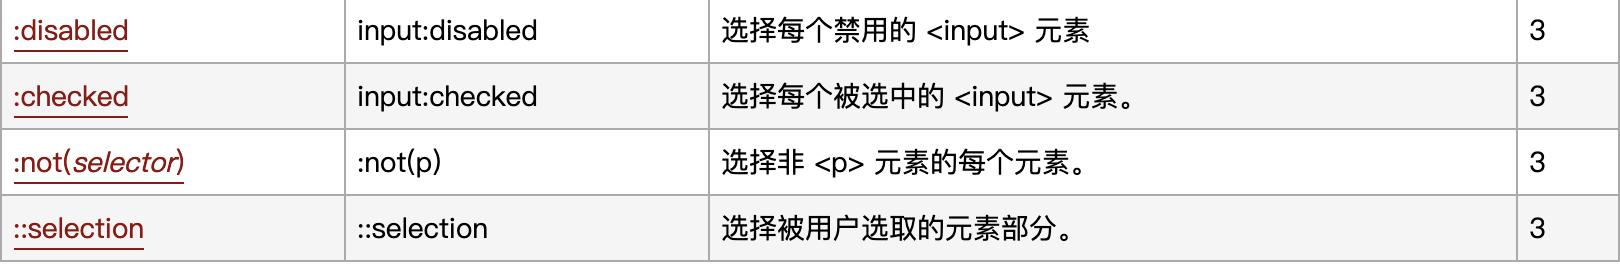 :disabled input:disabled 选择每个禁用的 <input> 元素 3
:checked input:checked 选择每个被选中的 <input> 元素。 3
:not(selector) :not(p) 选择非 <p> 元素的每个元素。 3
::selection ::selection 选择被用户选取的元素部分。 3